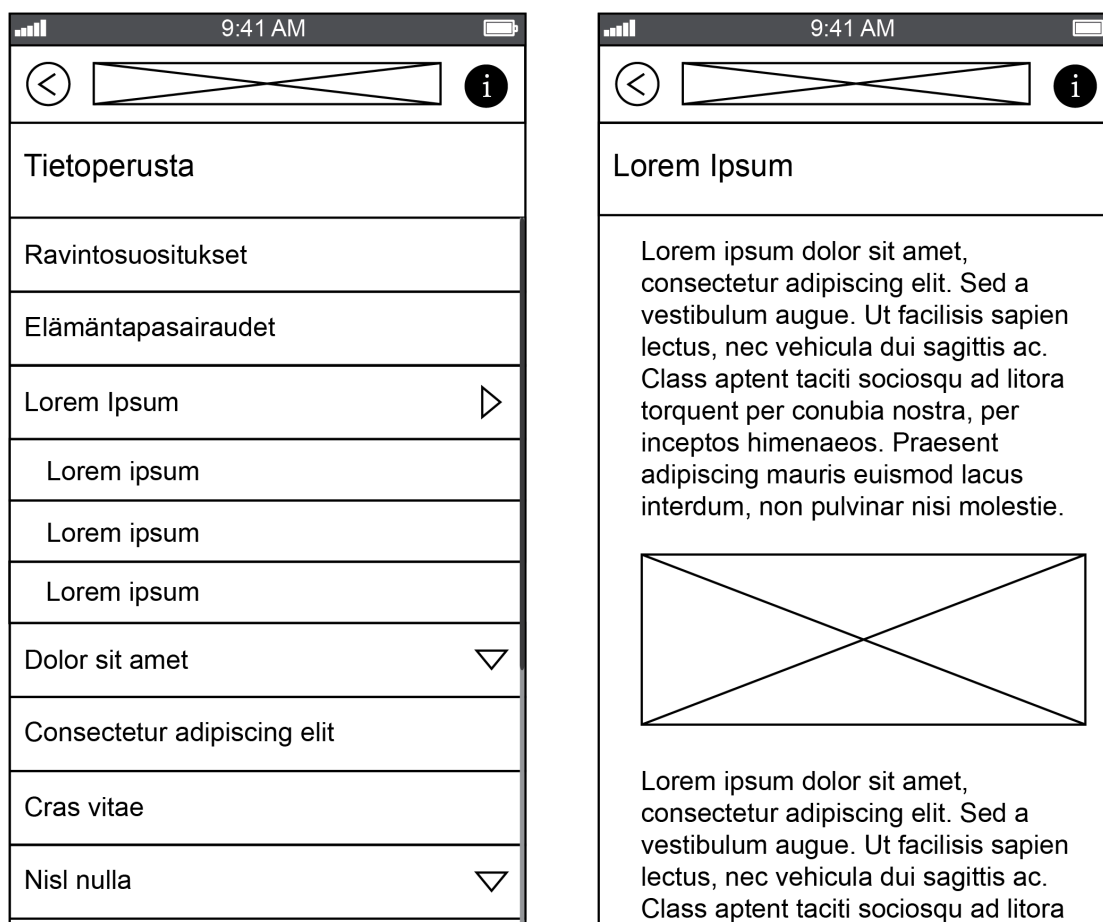 9:41 AM
i
Tietoperusta
Ravintosuositukset
Elämäntapasairaudet
Lorem Ipsum
Lorem ipsum
Lorem ipsum
Lorem ipsum
Dolor sit amet
Consectetur adipiscing elit
Cras vitae
Nisl nulla
9:41 AM
i
Lorem Ipsum
Lorem ipsum dolor sit amet,
consectetur adipiscing elit. Sed a
vestibulum augue. Ut facilisis sapien
lectus, nec vehicula dui sagittis ac.
Class aptent taciti sociosqu ad litora
torquent per conubia nostra, per
inceptos himenaeos. Praesent
adipiscing mauris euismod lacus
interdum, non pulvinar nisi molestie.
Lorem ipsum dolor sit amet,
consectetur adipiscing elit. Sed a
vestibulum augue. Ut facilisis sapien
lectus, nec vehicula dui sagittis ac.
Class aptent taciti sociosqu ad litora